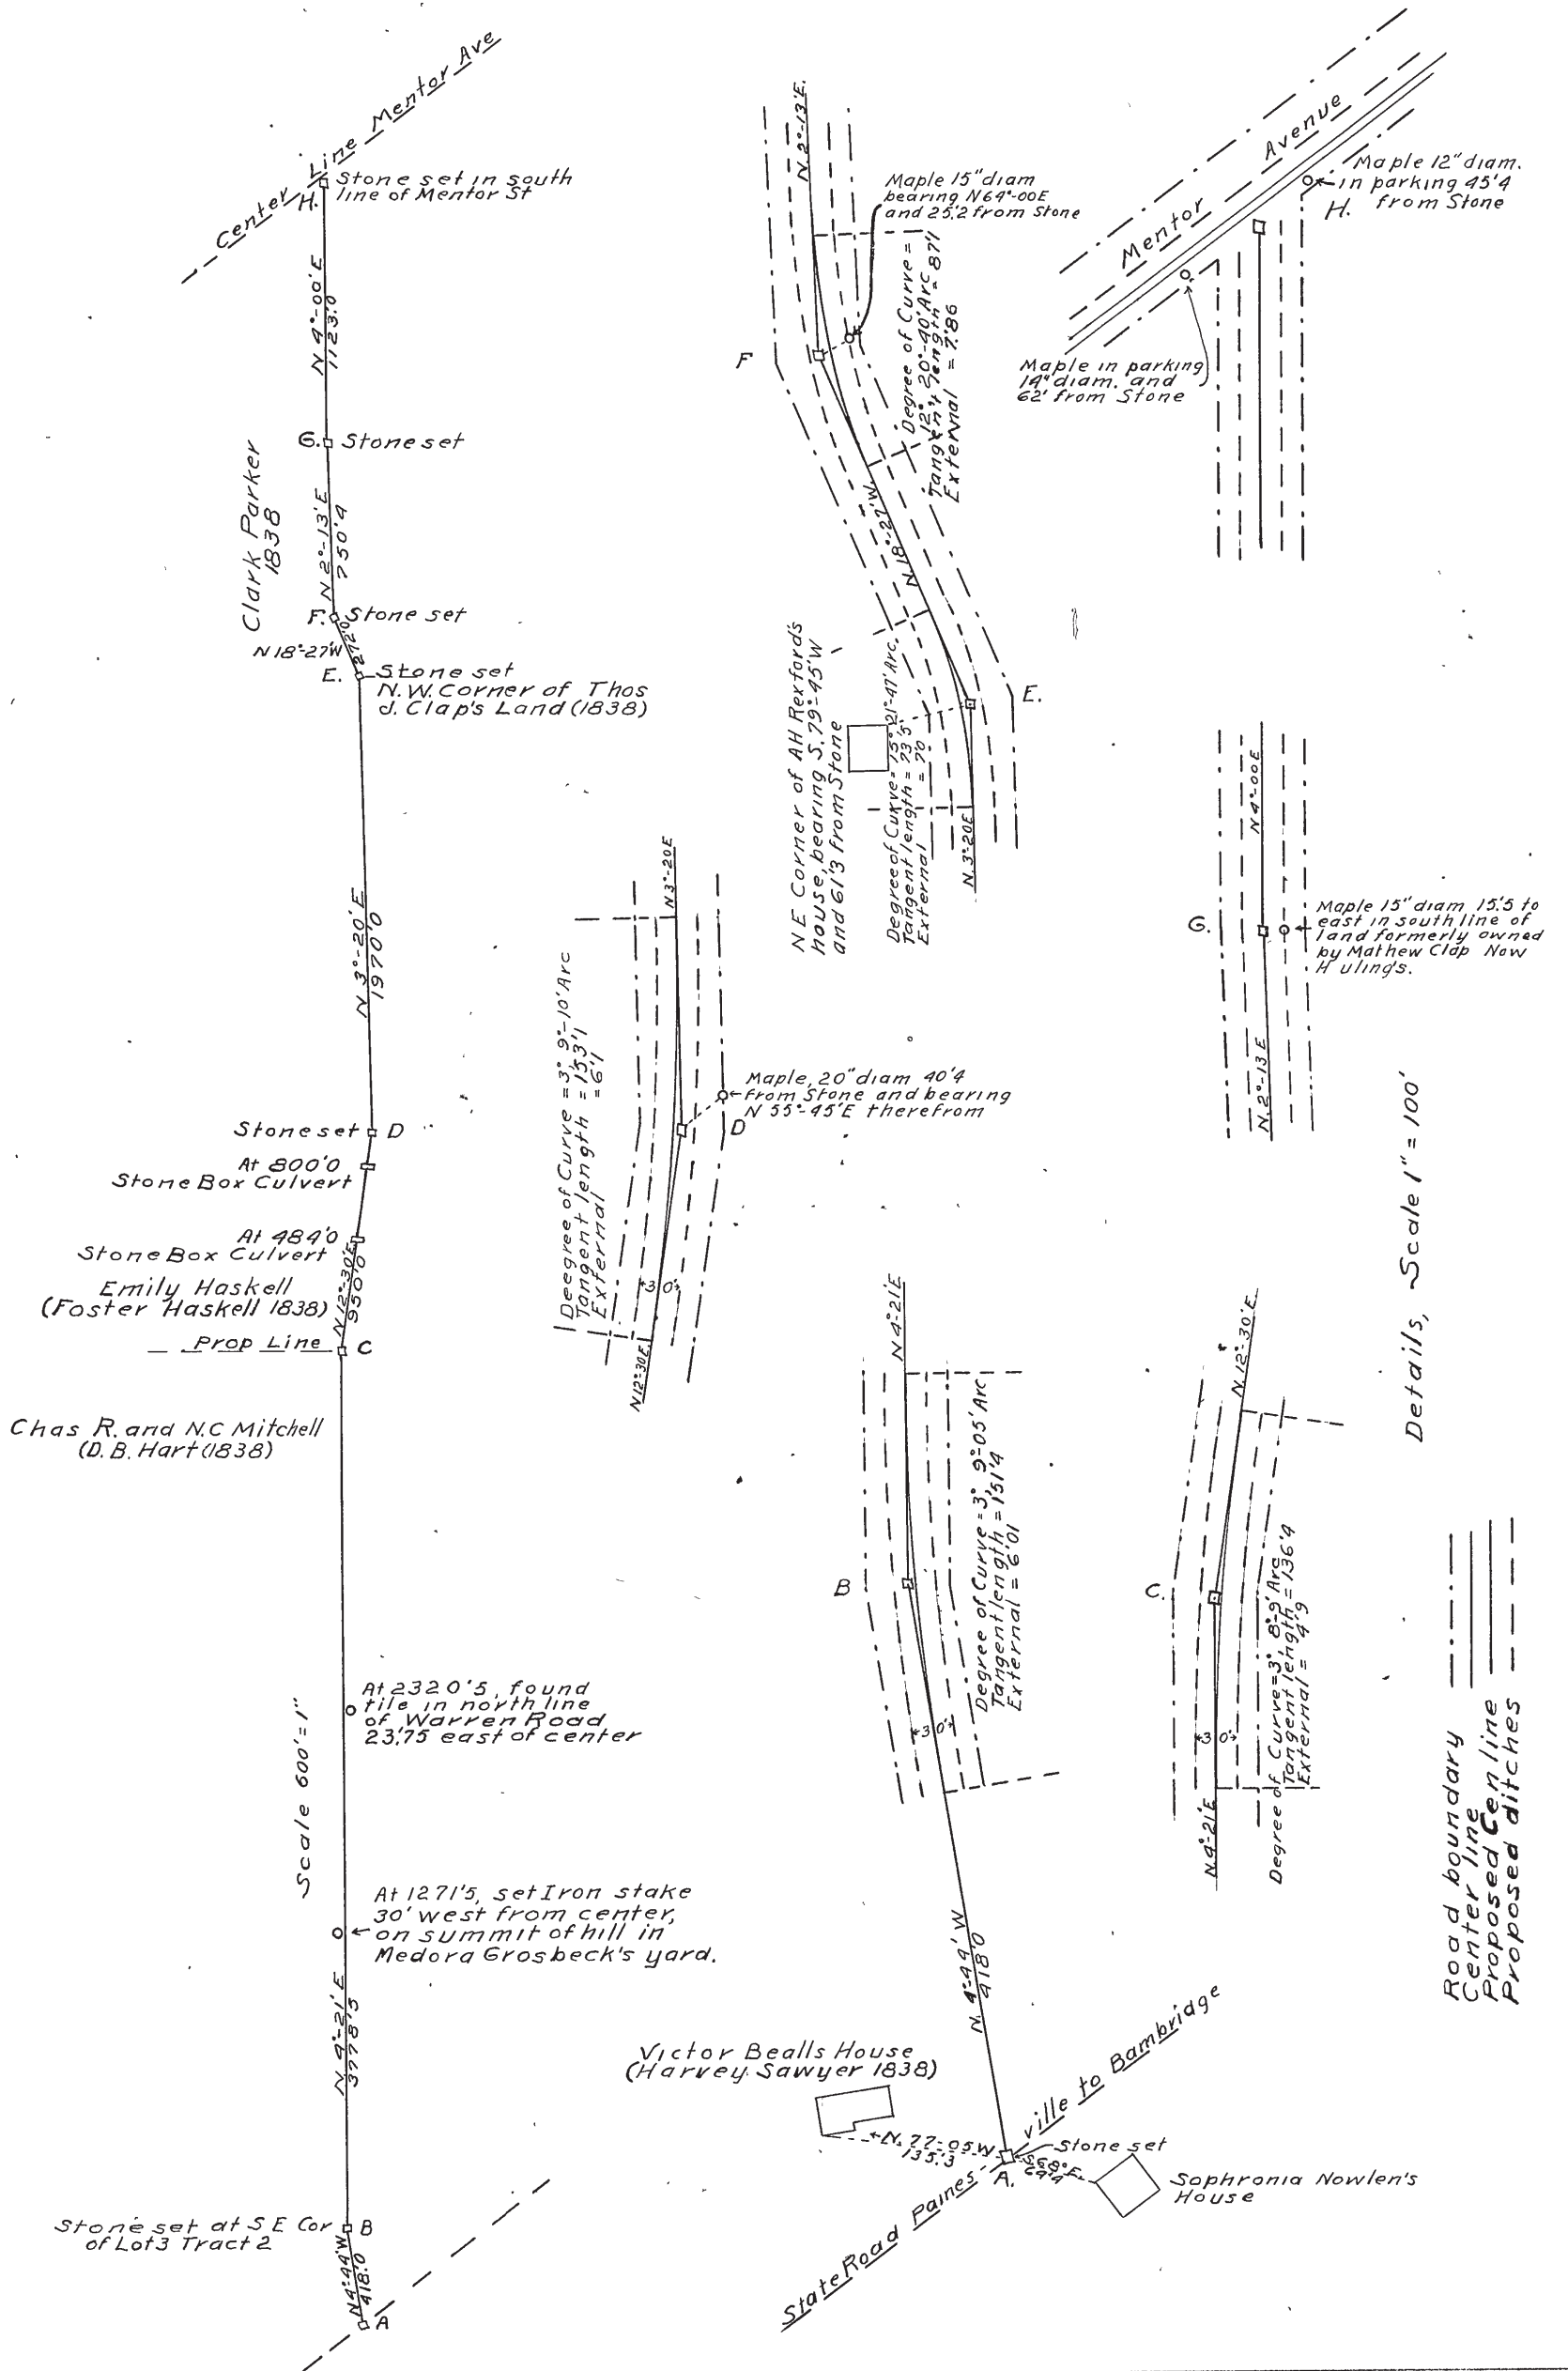 Center Line Mentor Ave
H.
Stone set in south
line of Mentor St
N 4°-00'E
1123.0
G.
Stone set
Clark Parker
1838
N 2°-13'E
750'4
F.
Stone set
N 18°-27'W
272'0
E.
Stone set
N.W. Corner of Thos
J. Clap's Land (1838)
N 3°-20'E
1970'0
Stone set
D
At 800'0
Stone Box Culvert
At 484'0
Stone Box Culvert
N 12°-30'E
950'0
Emily Haskell
(Foster Haskell 1838)
Prop Line
C
Chas R. and N.C Mitchell
(D.B. Hart (1838)
At 2320'5, found
tile in north line
of Warren Road
23.'75 east of center
Scale 600'=1"
At 1271'5, set Iron stake
30' west from center,
on summit of hill in
Medora Grosbeck's yard.
N 4°-21'E
3778'5
Stone set at S E Cor
of Lot 3 Tract 2
B
N 4°-44'W
418'.0
A
N. 2°-13'E.
Maple 15" diam
bearing N 64°-00E
and 25.'2 from Stone
F
Degree of Curve =
12° 20°-40' Arc
Tangent length = 87'1
External = 7.'86
N. 18°-27'W.
NE Corner of AH Rexford's
house, bearing S. 79°-45'W
and 61'3 from Stone
E.
Degree of Curve = 15° 21°-47' Arc,
Tangent length = 73'5
External = 7'0
N. 3°-20E
N 3°-20E
Deegree of Curve = 3° 9°-10' Arc
Tangent length = 153'1
External = 6'1
Maple, 20" diam 40'4
from Stone and bearing
N 55°-45'E therefrom
D
30'
N 12°-30E.
N 4°-21'E
B
Degree of Curve = 3° 9°-05' Arc
Tangent length = 151'4
External = 6'01
30'
N. 4°-44' W
418'0
Victor Bealls House
(Harvey Sawyer 1838)
N. 77-05 W
135.'3
A.
Stone set
S 68° E.
69'4
Sophronia Nowlen's
House
State Road Painesville to Bambridge
Mentor Avenue
Maple 12" diam.
in parking 45'4
from Stone
H.
Maple in parking
14" diam. and
62' from Stone
N 4°-00E
G.
Maple 15" diam 15.'5 to
east in south line of
land formerly owned
by Mathew Clap Now
Huling's.
N. 2°-13 E
Details, Scale 1" = 100'
N. 12°-30'E.
C.
Degree of Curve = 3° 8°-9' Arc
Tangent length = 136'4
External = 4'9
30'
N 4°-21'E
Road boundary
Center line
Proposed Cen line
Proposed ditches